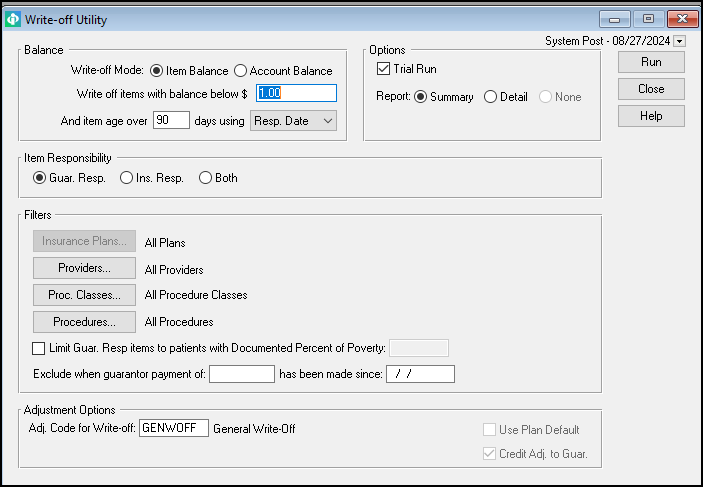 Write-off Utility
System Post - 08/27/2024
Balance
Write-off Mode: Item Balance Account Balance
Write off items with balance below $ 1.00
And item age over 90 days using Resp. Date
Options
Trial Run
Report: Summary Detail None
Run
Close
Help
Item Responsibility
Guar. Resp. Ins. Resp. Both
Filters
Insurance Plans... All Plans
Providers... All Providers
Proc. Classes... All Procedure Classes
Procedures... All Procedures
Limit Guar. Resp items to patients with Documented Percent of Poverty:
Exclude when guarantor payment of: has been made since: / /
Adjustment Options
Adj. Code for Write-off: GENWOFF General Write-Off
Use Plan Default
Credit Adj. to Guar.